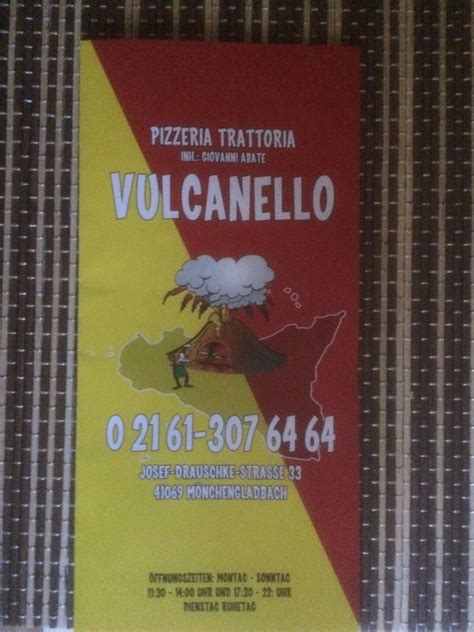 PIZZERIA TRATTORIA
INH.: GIOVANNI ABATE
VULCANELLO
0 21 61-307 64 64
JOSEF-DRAUSCHKE-STRASSE 33
41069 MÖNCHENGLADBACH
ÖFFNUNGSZEITEN: MONTAG - SONNTAG
11:30 - 14:00 UHR UND 17:30 - 22: UHR
DIENSTAG RUHETAG